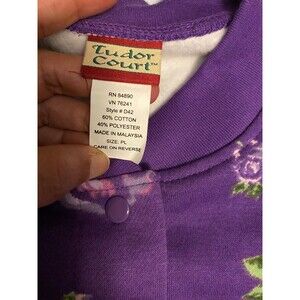 Tudor
Court™
RN 84890
VN 76241
Style # D42
60% COTTON
40% POLYESTER
MADE IN MALAYSIA
SIZE: PL
CARE ON REVERSE